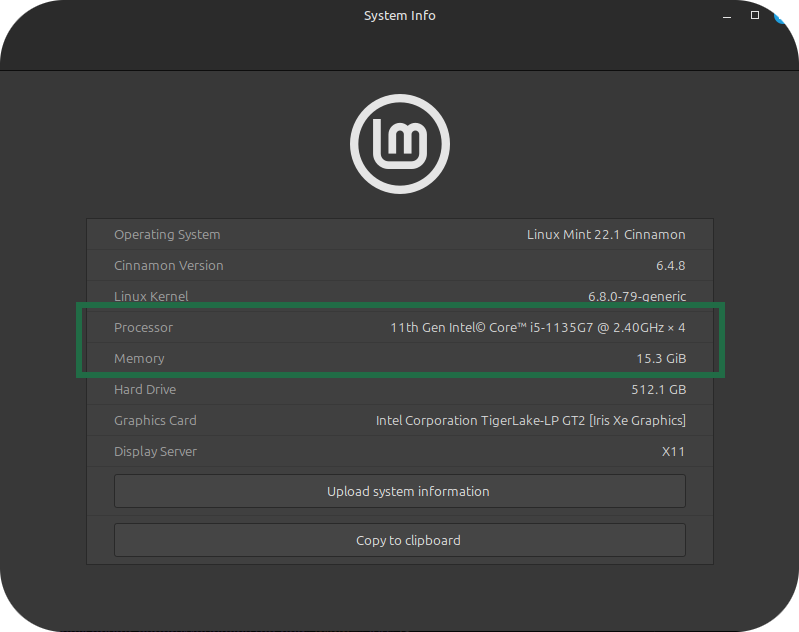 System Info
Operating System Linux Mint 22.1 Cinnamon
Cinnamon Version 6.4.8
Linux Kernel 6.8.0-79-generic
Processor 11th Gen Intel© Core™ i5-1135G7 @ 2.40GHz × 4
Memory 15.3 GiB
Hard Drive 512.1 GB
Graphics Card Intel Corporation TigerLake-LP GT2 [Iris Xe Graphics]
Display Server X11
Upload system information
Copy to clipboard